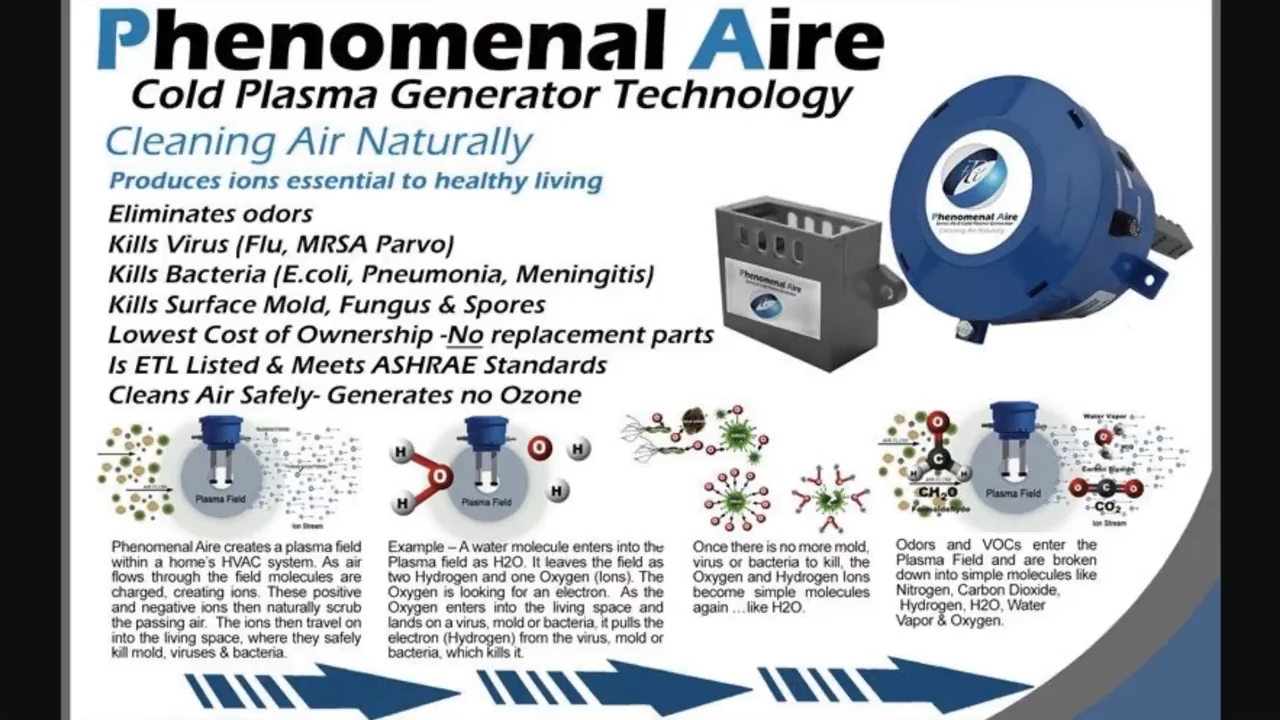 Phenomenal Aire
Cold Plasma Generator Technology
Cleaning Air Naturally
Produces ions essential to healthy living
Eliminates odors
Kills Virus (Flu, MRSA Parvo)
Kills Bacteria (E.coli, Pneumonia, Meningitis)
Kills Surface Mold, Fungus & Spores
Lowest Cost of Ownership -No replacement parts
Is ETL Listed & Meets ASHRAE Standards
Cleans Air Safely- Generates no Ozone
Phenomenal Aire
Phenomenal Aire
Cleaning Air Naturally
AIR FLOW
Plasma Field
Ion Stream
H
O
H
Plasma Field
O
H
H
AIR FLOW
O
C
H
H
AIR FLOW
CH2O
Formaldehyde
Plasma Field
Water Vapor
Carbon Dioxide
CO2
Ion Stream
Phenomenal Aire creates a plasma field
within a home's HVAC system. As air
flows through the field molecules are
charged, creating ions. These positive
and negative ions then naturally scrub
the passing air. The ions then travel on
into the living space, where they safely
kill mold, viruses & bacteria.
Example – A water molecule enters into the
Plasma field as H2O. It leaves the field as
two Hydrogen and one Oxygen (Ions). The
Oxygen is looking for an electron. As the
Oxygen enters into the living space and
lands on a virus, mold or bacteria, it pulls the
electron (Hydrogen) from the virus, mold or
bacteria, which kills it.
Once there is no more mold,
virus or bacteria to kill, the
Oxygen and Hydrogen Ions
become simple molecules
again ...like H2O.
Odors and VOCs enter the
Plasma Field and are broken
down into simple molecules like
Nitrogen, Carbon Dioxide,
Hydrogen, H2O, Water
Vapor & Oxygen.